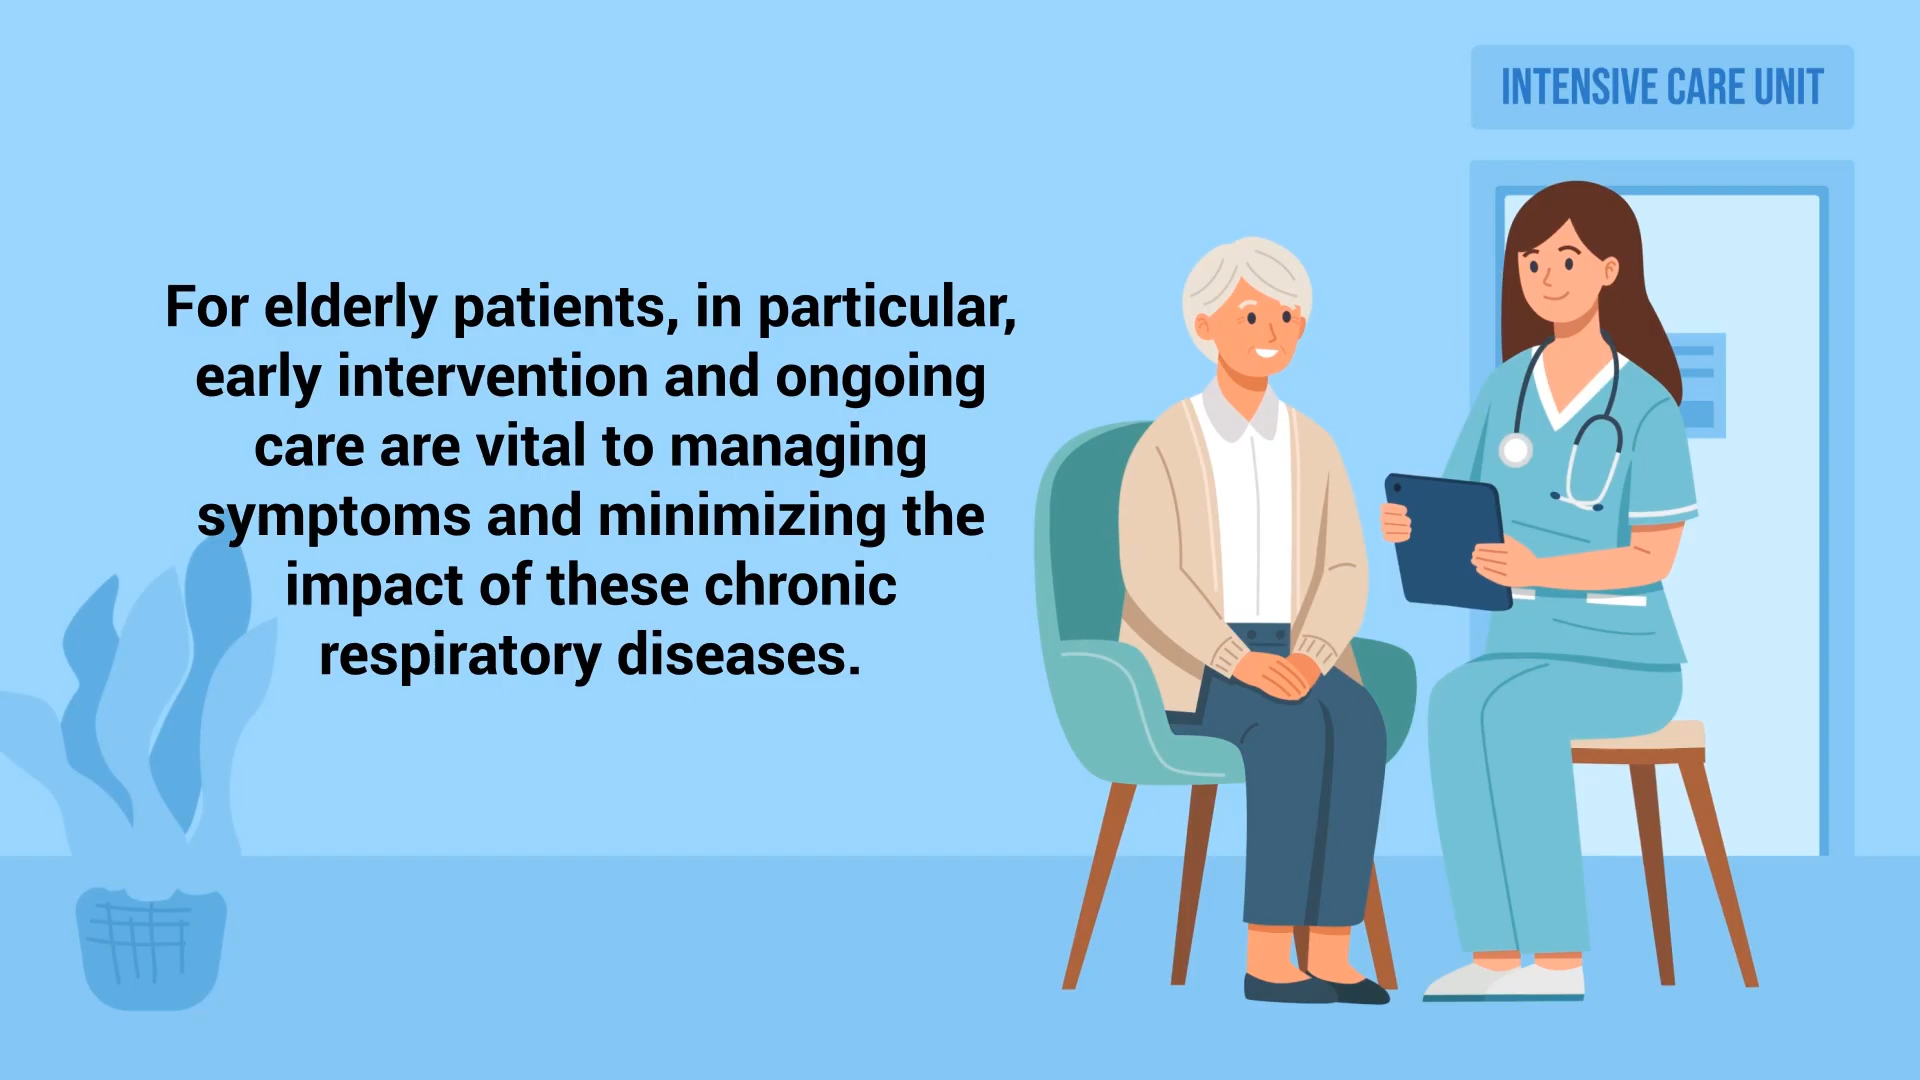 INTENSIVE CARE UNIT
For elderly patients, in particular,
early intervention and ongoing
care are vital to managing
symptoms and minimizing the
impact of these chronic
respiratory diseases.